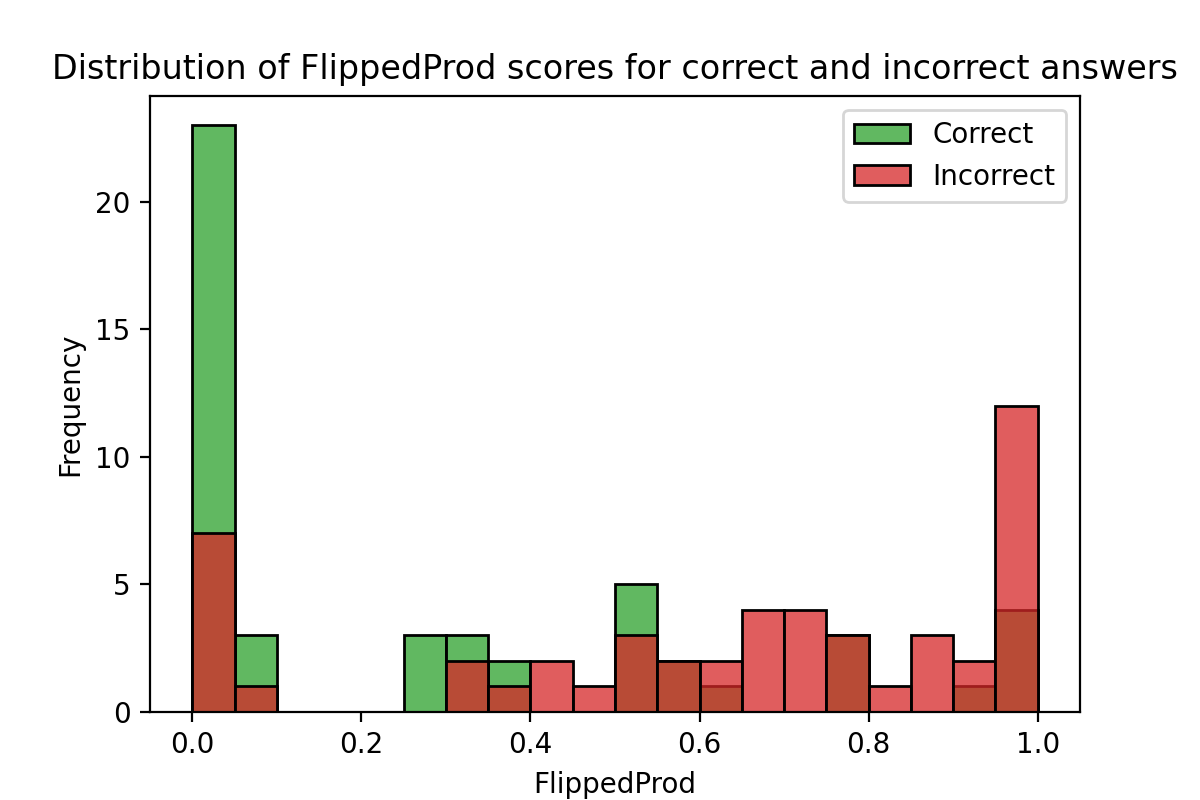 Distribution of FlippedProd scores for correct and incorrect answers
Correct
Incorrect
20
15
10
5
0
Frequency
0.0 0.2 0.4 0.6 0.8 1.0
FlippedProd